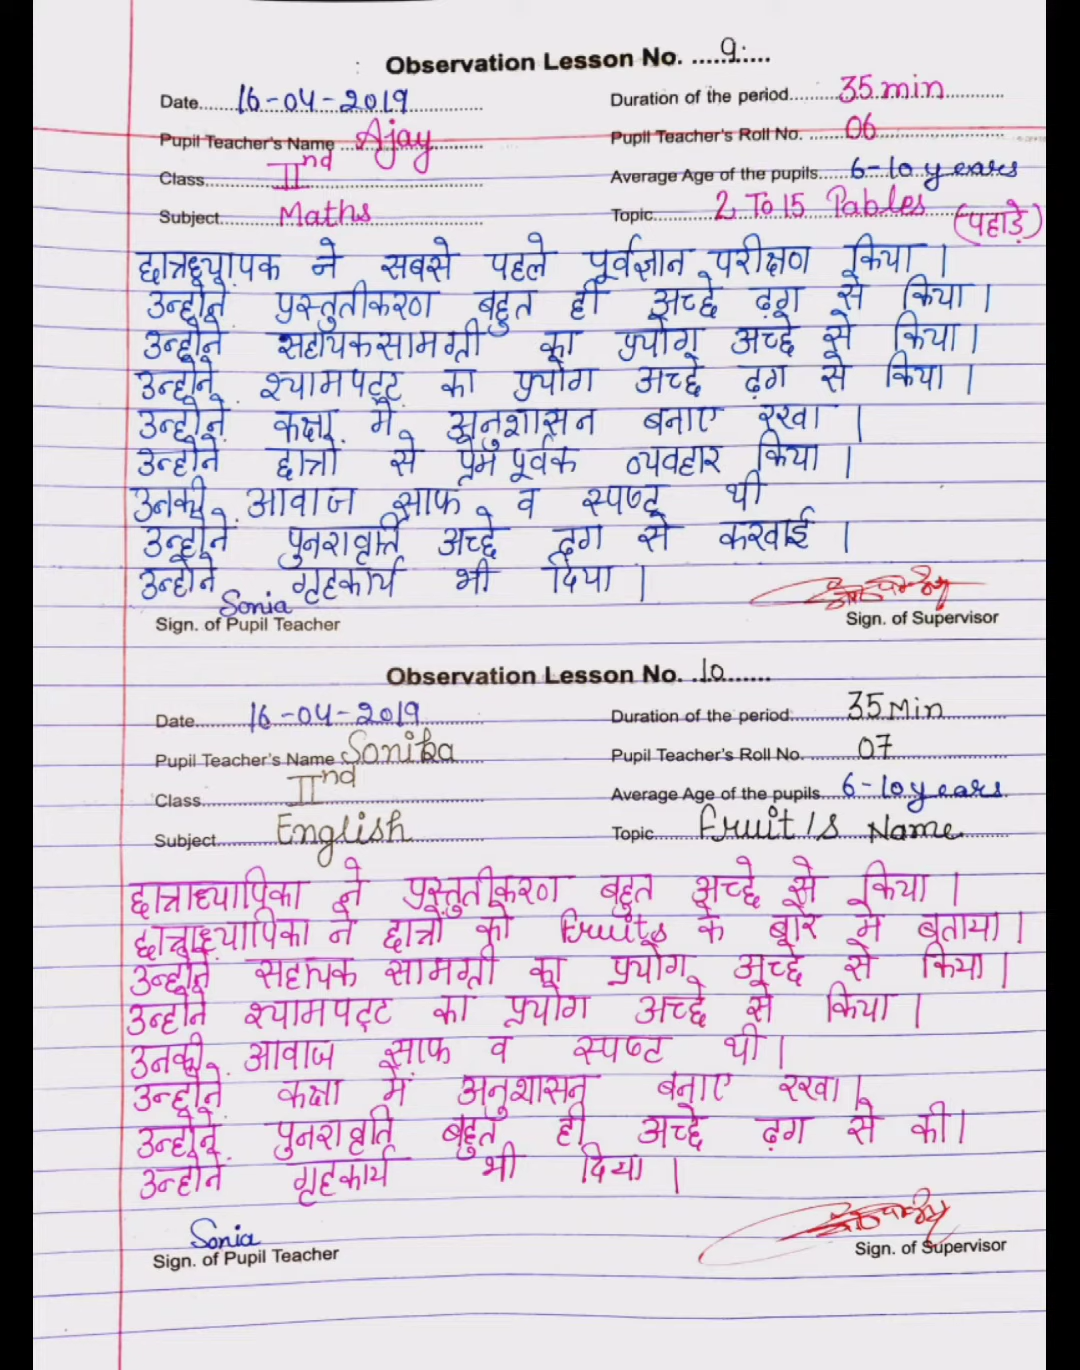 Observation Lesson No. ......9......
Date....16-04-2019.... Duration of the period....35 min....
Pupil Teacher's Name ....Ajay.... Pupil Teacher's Roll No. ....06....
Class....IInd.... Average Age of the pupils....6-10 years
Subject....Maths.... Topic....2 To 15 Pables (पहाड़े)
छात्रध्यापक ने सबसे पहले पूर्वज्ञान परीक्षण किया ।
उन्होंने प्रस्तुतीकरण बहुत ही अच्छे ढ़ग से किया ।
उन्होंने सहायकसामग्री का प्रयोग अच्छे से किया ।
उन्होंने श्यामपट्ट का प्रयोग अच्छे ढ़ग से किया ।
उन्होंने कक्षा में अनुशासन बनाए रखा ।
उन्होंने छात्रों से प्रेम पूर्वक व्यवहार किया ।
उनकी आवाज साफ व स्पष्ट थी
उन्होंने पुनरावृत्ति अच्छे ढ़ग से करवाई ।
उन्होंने गृहकार्य भी दिया ।
Sonia
Sign. of Pupil Teacher Sign. of Supervisor
Observation Lesson No. ..10.......
Date....16-04-2019.... Duration of the period....35 Min....
Pupil Teacher's Name Sonika.... Pupil Teacher's Roll No. ....07....
Class....IInd.... Average Age of the pupils...6-10 years
Subject....English.... Topic....Fruit's Name
छात्राध्यापिका ने प्रस्तुतीकरण बहुत अच्छे से किया ।
छात्राध्यापिका ने छात्रों को Fruits के बारे में बताया ।
उन्होंने सहायक सामग्री का प्रयोग अच्छे से किया ।
उन्होंने श्यामपट्ट का प्रयोग अच्छे से किया ।
उनकी आवाज साफ व स्पष्ट थी ।
उन्होंने कक्षा में अनुशासन बनाए रखा ।
उन्होंने पुनरावृति बहुत ही अच्छे ढ़ग से की ।
उन्होंने गृहकार्य भी दिया ।
Sonia
Sign. of Pupil Teacher Sign. of Supervisor